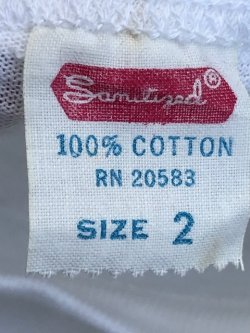 Sanitized®
100% COTTON
RN 20583
SIZE 2